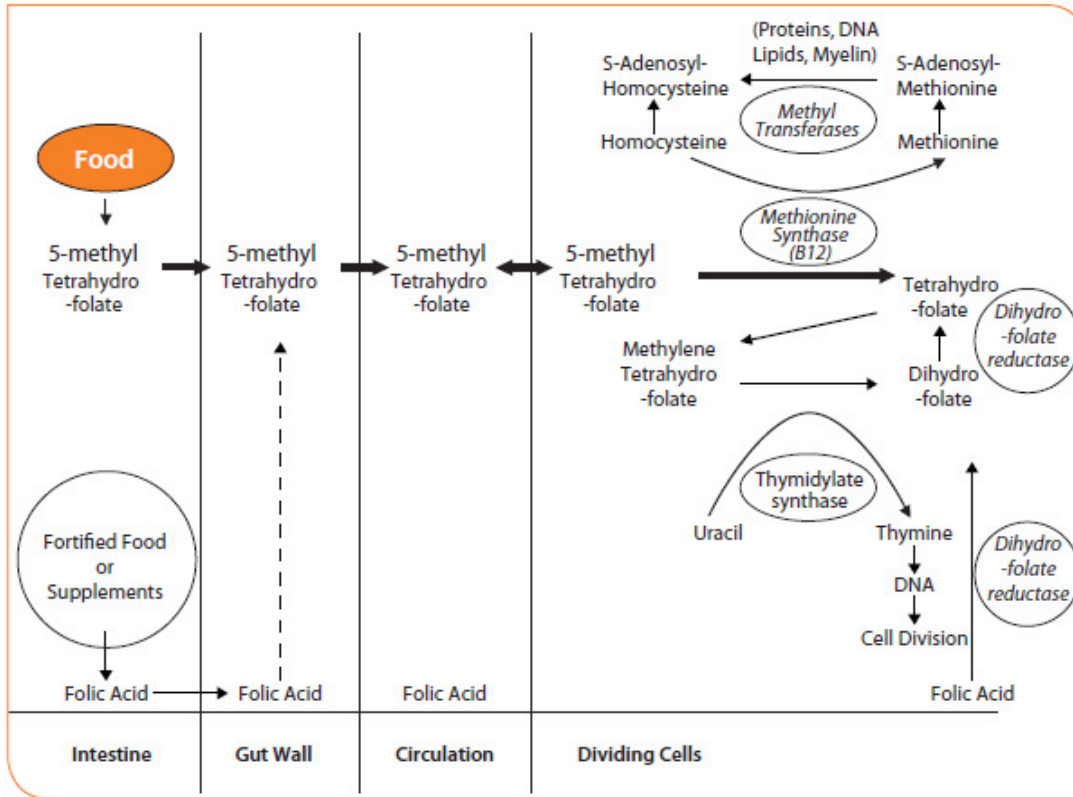 (Proteins, DNA
Lipids, Myelin)
S-Adenosyl-
Homocysteine
S-Adenosyl-
Methionine
Methyl
Transferases
Homocysteine
Methionine
Food
Methionine
Synthase
(B12)
5-methyl
Tetrahydro
-folate
5-methyl
Tetrahydro
-folate
5-methyl
Tetrahydro
-folate
5-methyl
Tetrahydro
-folate
Tetrahydro
-folate
Dihydro
-folate
reductase
Methylene
Tetrahydro
-folate
Dihydro
-folate
Thymidylate
synthase
Uracil
Thymine
DNA
Cell Division
Dihydro
-folate
reductase
Fortified Food
or
Supplements
Folic Acid
Folic Acid
Folic Acid
Folic Acid
Intestine
Gut Wall
Circulation
Dividing Cells